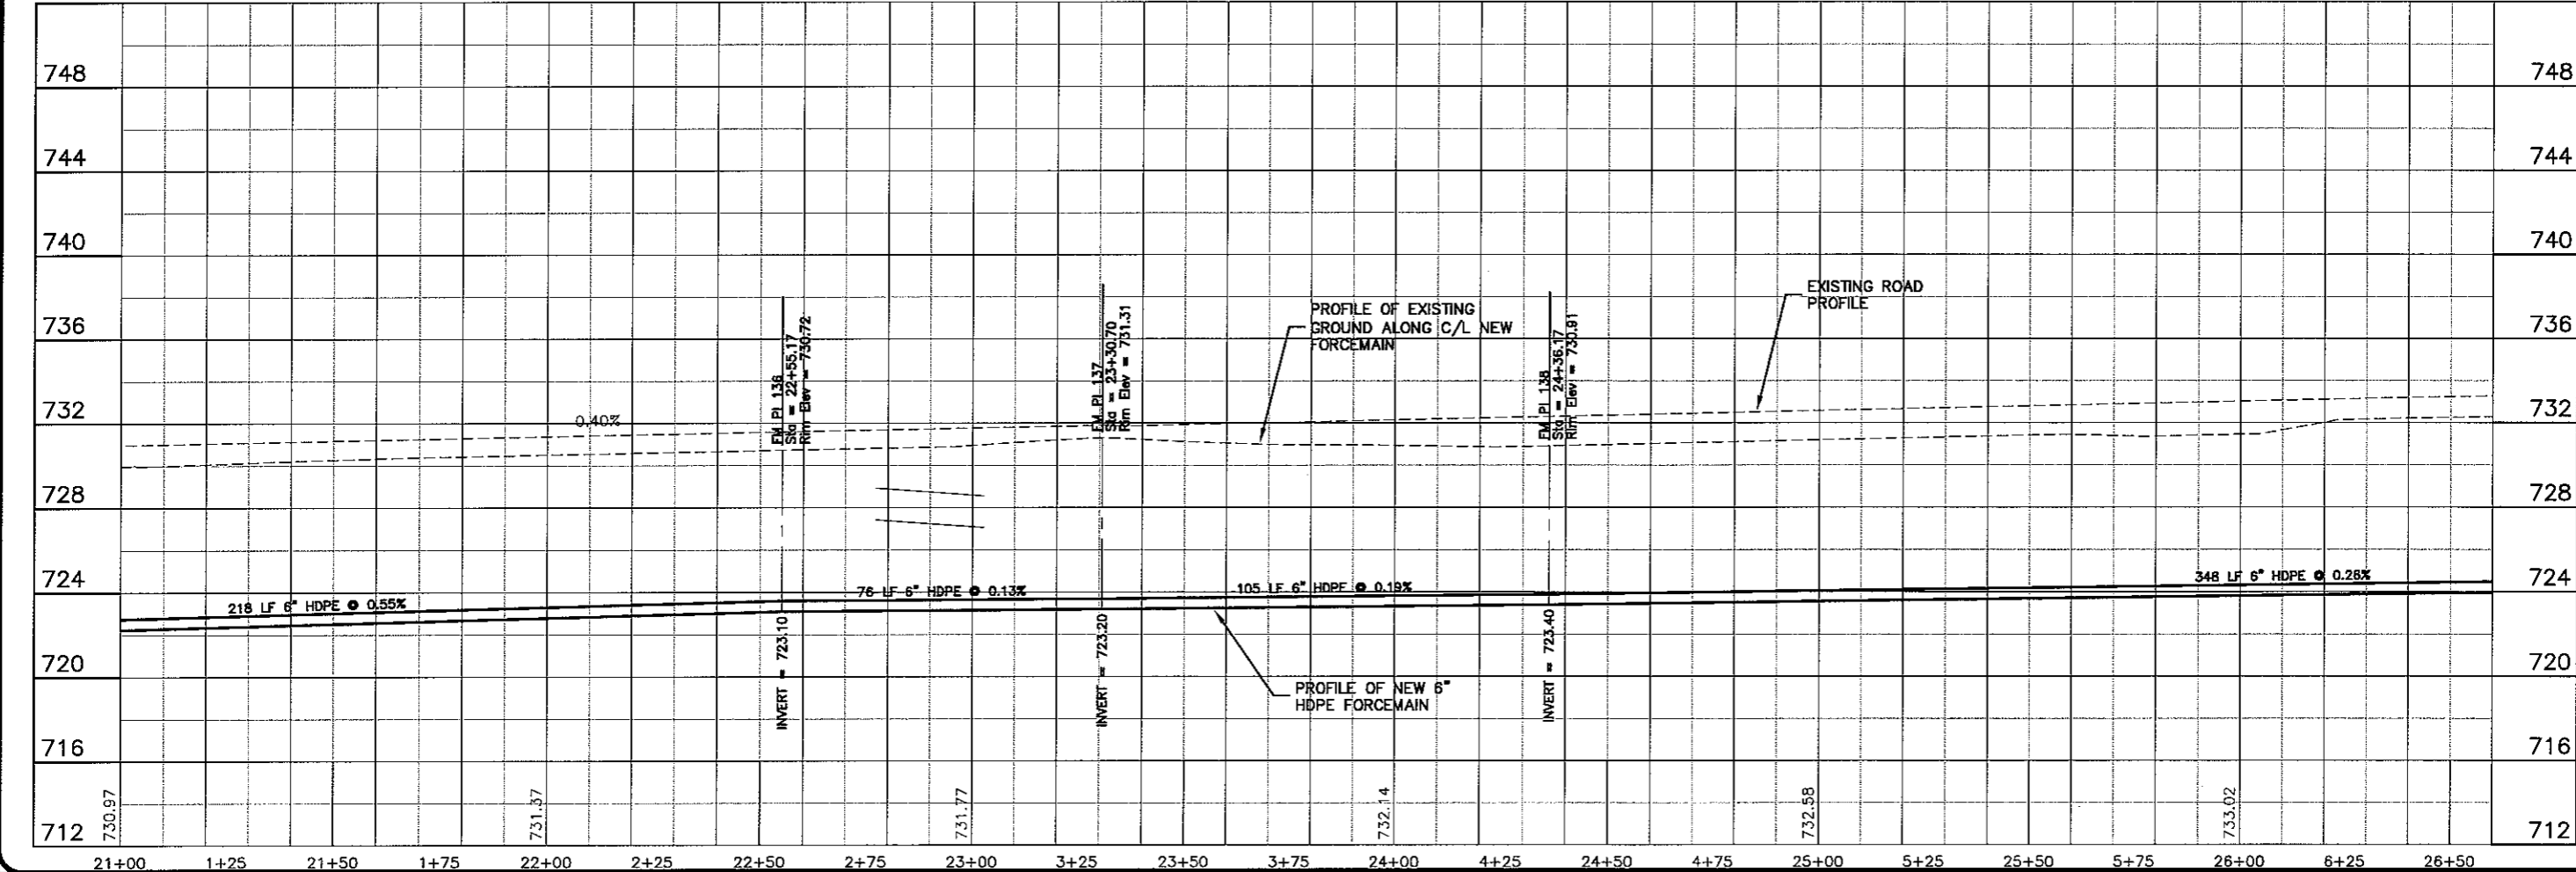 748
748
744
744
740
740
736
736
732
732
728
728
724
724
720
720
716
716
712
712
PROFILE OF EXISTING
GROUND ALONG C/L NEW
FORCEMAIN
EXISTING ROAD
PROFILE
0.40%
FM PI 136
Sta = 22+55.17
Rim Elev = 730.72
FM PI 137
Sta = 23+30.70
Rim Elev = 731.31
FM PI 138
Sta = 24+36.17
Rim Elev = 730.91
218 LF 6" HDPE @ 0.55%
76 LF 6" HDPE @ 0.13%
105 LF 6" HDPE @ 0.19%
348 LF 6" HDPE @ 0.26%
INVERT = 723.10
INVERT = 723.20
INVERT = 723.40
PROFILE OF NEW 6"
HDPE FORCEMAIN
730.97
731.37
731.77
732.14
732.58
733.02
21+00 1+25 21+50 1+75 22+00 2+25 22+50 2+75 23+00 3+25 23+50 3+75 24+00 4+25 24+50 4+75 25+00 5+25 25+50 5+75 26+00 6+25 26+50